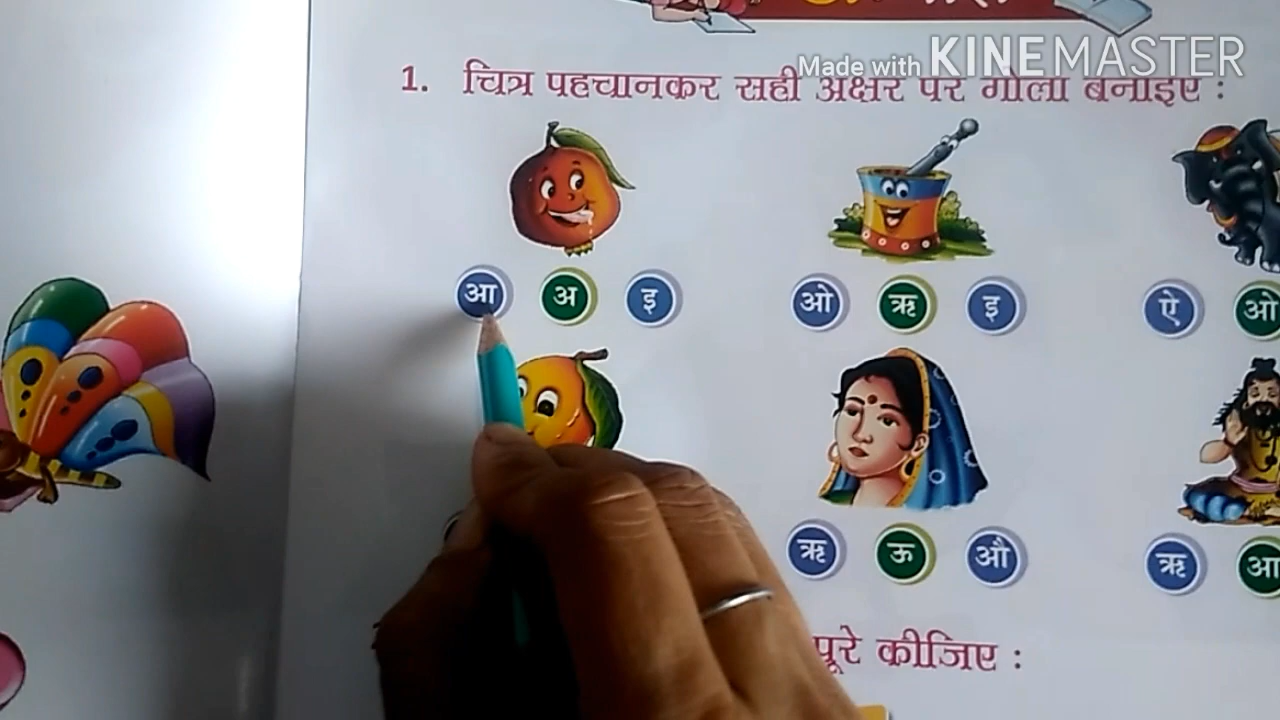 Made with KINEMASTER
1. चित्र पहचानकर सही अक्षर पर गोला बनाइए :
आ अ इ ओ ऋ इ ऐ ओ
ऋ ऊ औ ऋ आ
पूरे कीजिए :